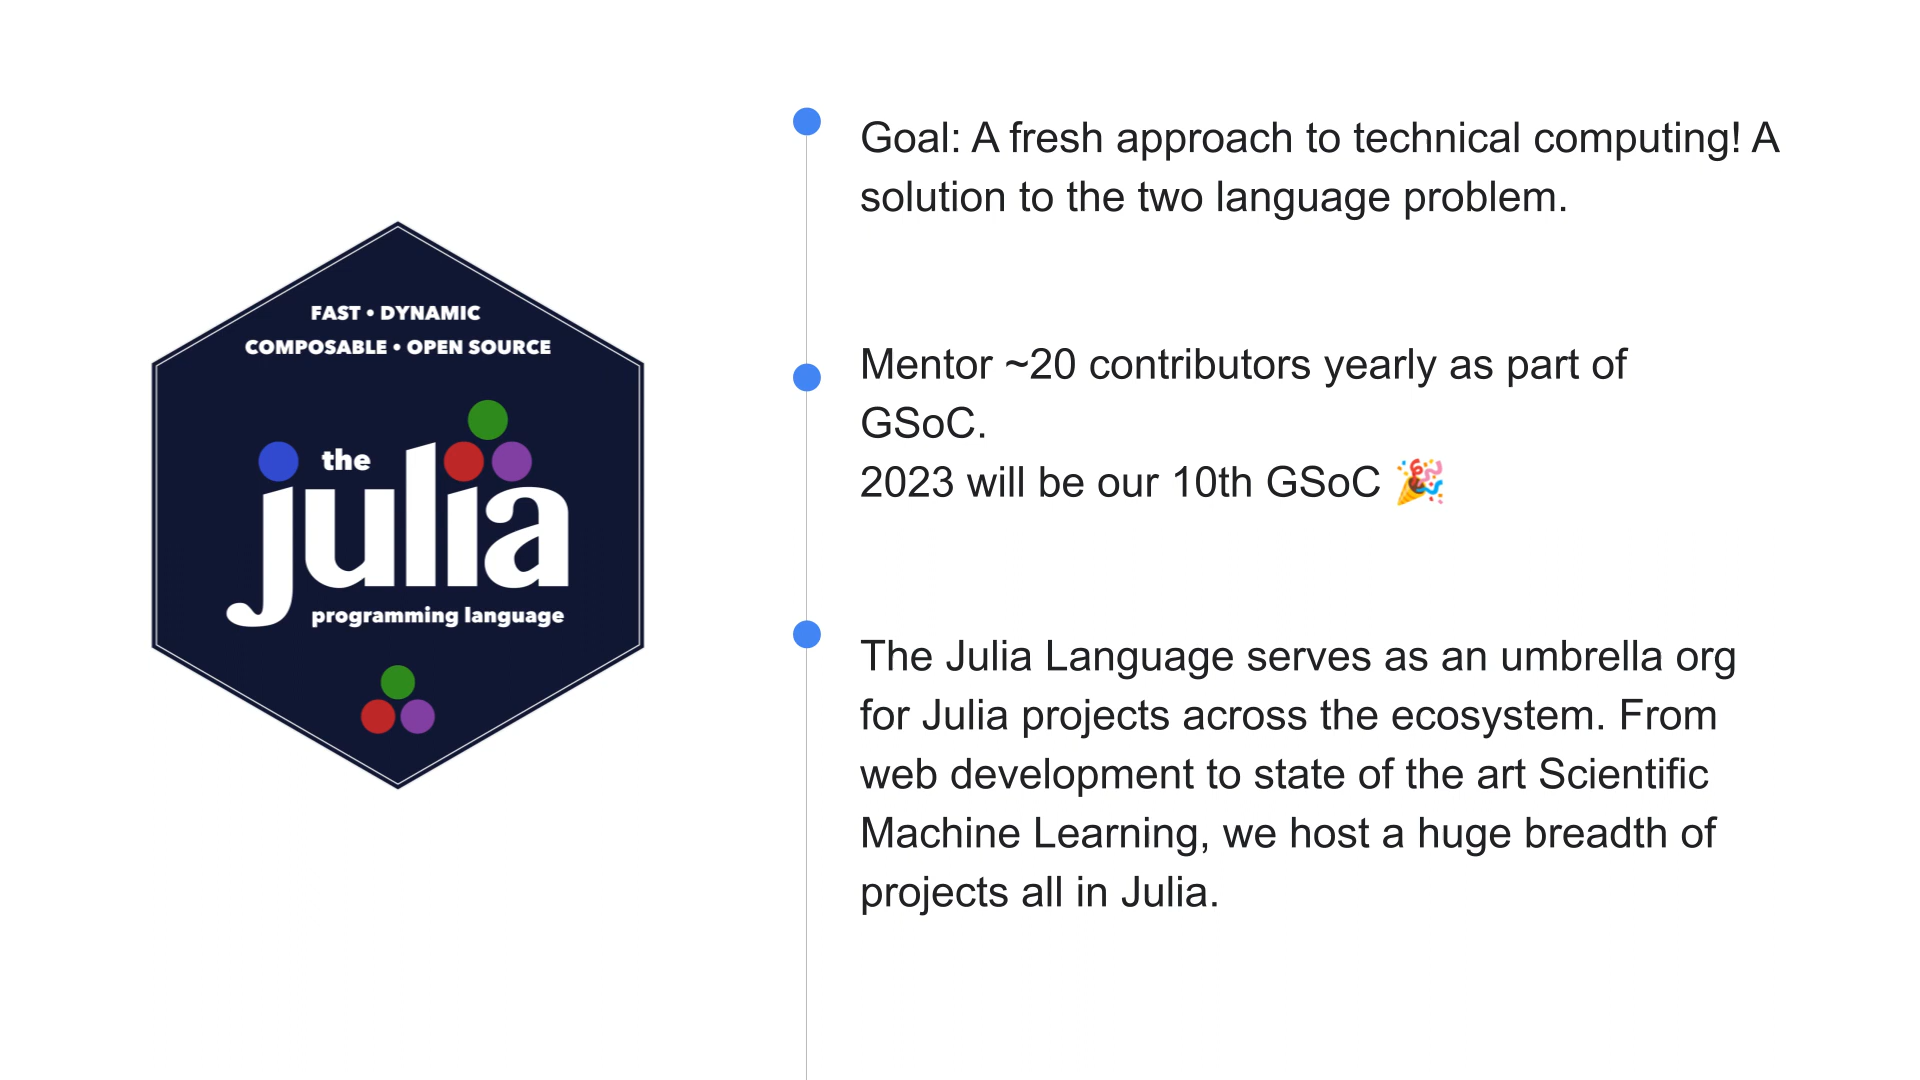 FAST • DYNAMIC
COMPOSABLE • OPEN SOURCE
the
julia
programming language
Goal: A fresh approach to technical computing! A
solution to the two language problem.
Mentor ~20 contributors yearly as part of
GSoC.
2023 will be our 10th GSoC 🎉
The Julia Language serves as an umbrella org
for Julia projects across the ecosystem. From
web development to state of the art Scientific
Machine Learning, we host a huge breadth of
projects all in Julia.